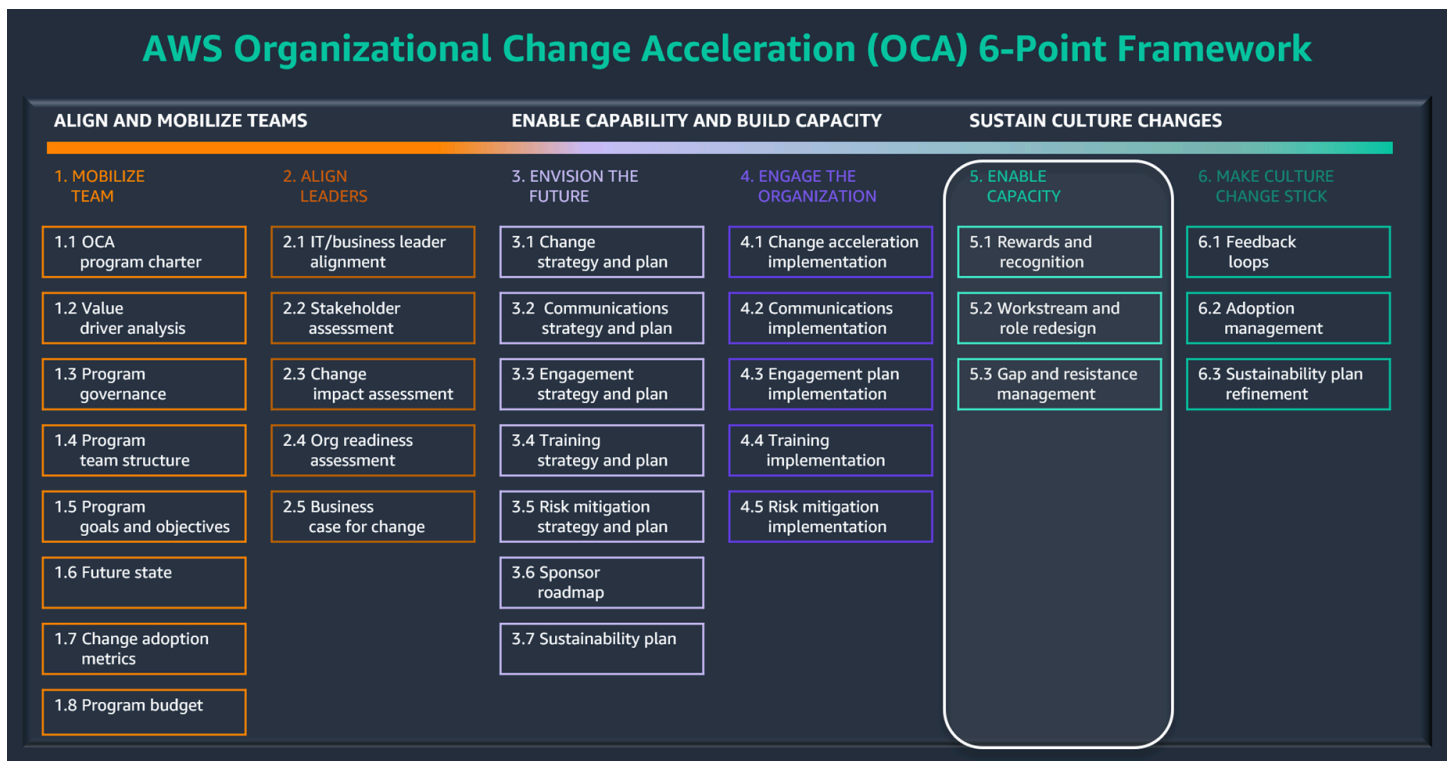 AWS Organizational Change Acceleration (OCA) 6-Point Framework
ALIGN AND MOBILIZE TEAMS
ENABLE CAPABILITY AND BUILD CAPACITY
SUSTAIN CULTURE CHANGES
1. MOBILIZE
TEAM
1.1 OCA
program charter
1.2 Value
driver analysis
1.3 Program
governance
1.4 Program
team structure
1.5 Program
goals and objectives
1.6 Future state
1.7 Change adoption
metrics
1.8 Program budget
2. ALIGN
LEADERS
2.1 IT/business leader
alignment
2.2 Stakeholder
assessment
2.3 Change
impact assessment
2.4 Org readiness
assessment
2.5 Business
case for change
3. ENVISION THE
FUTURE
3.1 Change
strategy and plan
3.2 Communications
strategy and plan
3.3 Engagement
strategy and plan
3.4 Training
strategy and plan
3.5 Risk mitigation
strategy and plan
3.6 Sponsor
roadmap
3.7 Sustainability plan
4. ENGAGE THE
ORGANIZATION
4.1 Change acceleration
implementation
4.2 Communications
implementation
4.3 Engagement plan
implementation
4.4 Training
implementation
4.5 Risk mitigation
implementation
5. ENABLE
CAPACITY
5.1 Rewards and
recognition
5.2 Workstream and
role redesign
5.3 Gap and resistance
management
6. MAKE CULTURE
CHANGE STICK
6.1 Feedback
loops
6.2 Adoption
management
6.3 Sustainability plan
refinement